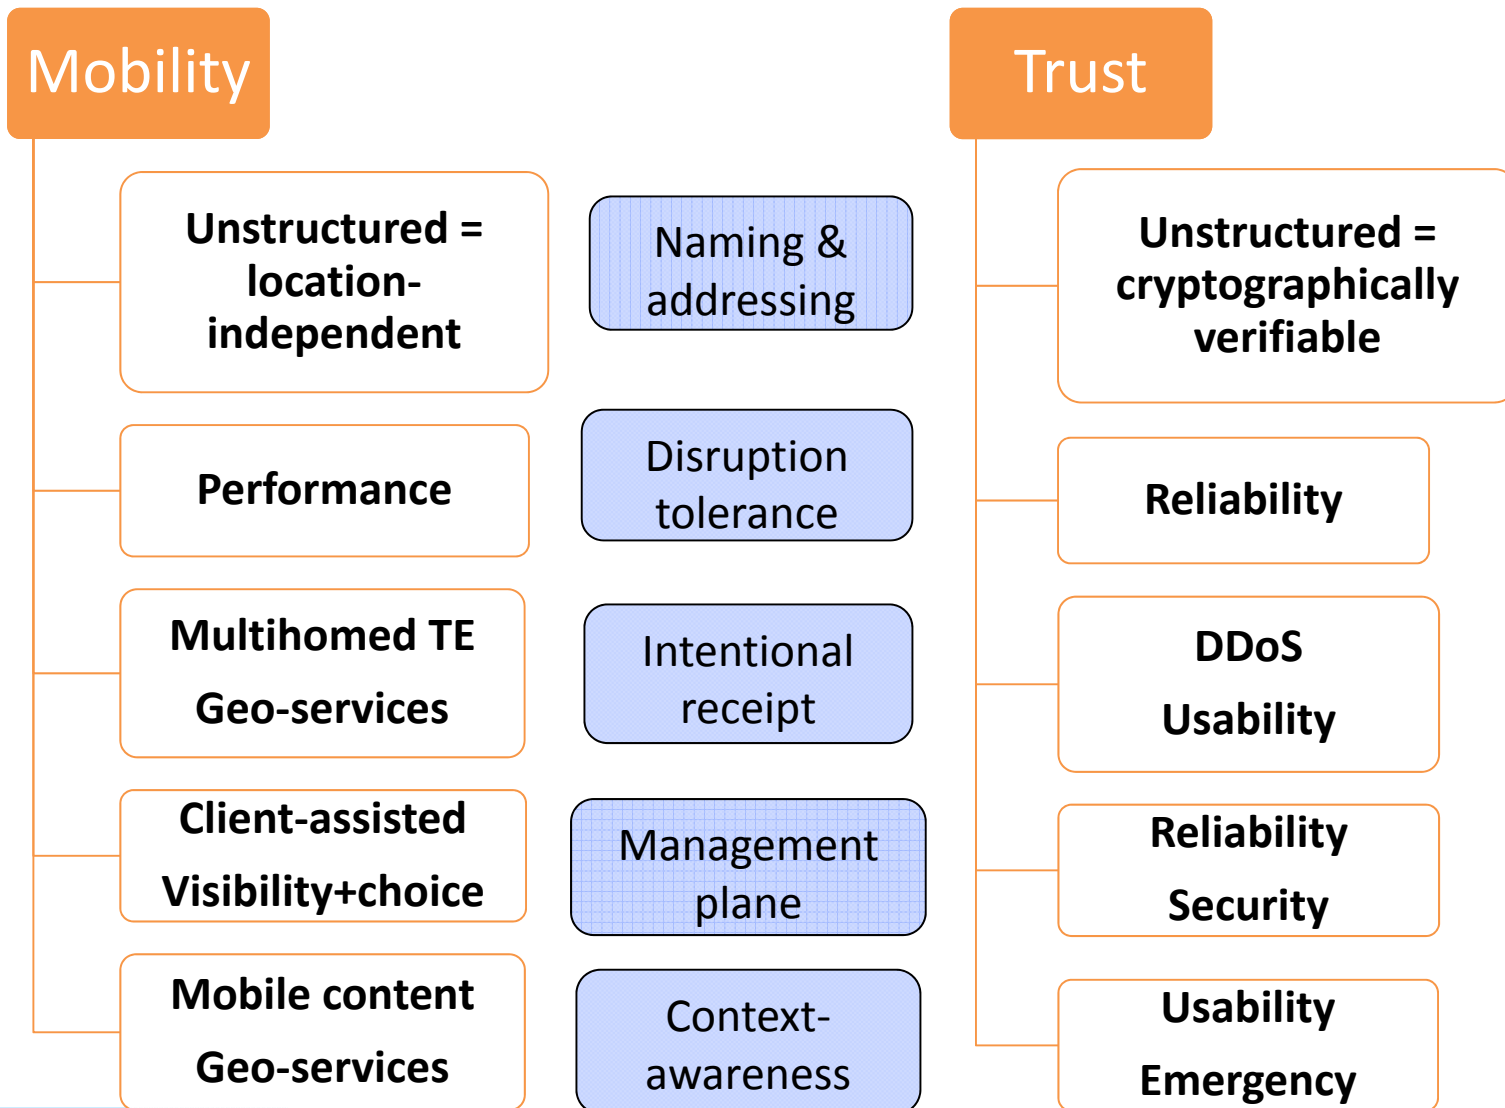 Mobility
Trust
Unstructured =
location-
independent
Naming &
addressing
Unstructured =
cryptographically
verifiable
Performance
Disruption
tolerance
Reliability
Multihomed TE
Geo-services
Intentional
receipt
DDoS
Usability
Client-assisted
Visibility+choice
Management
plane
Reliability
Security
Mobile content
Geo-services
Context-
awareness
Usability
Emergency